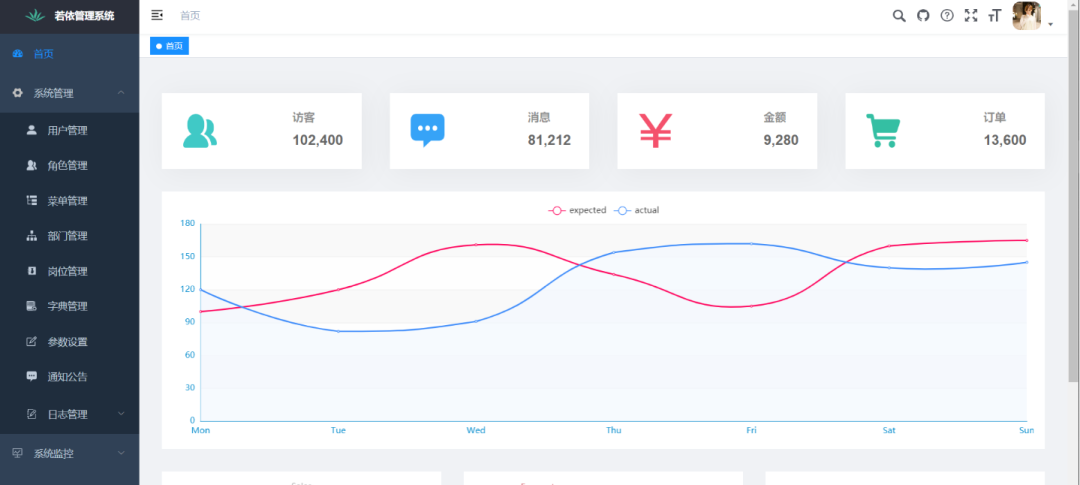 若依管理系统
首页
系统管理
用户管理
角色管理
菜单管理
部门管理
岗位管理
字典管理
参数设置
通知公告
日志管理
系统监控
首页
首页
访客
102,400
消息
81,212
金额
9,280
订单
13,600
expected actual
180
150
120
90
60
30
0
Mon Tue Wed Thu Fri Sat Sun